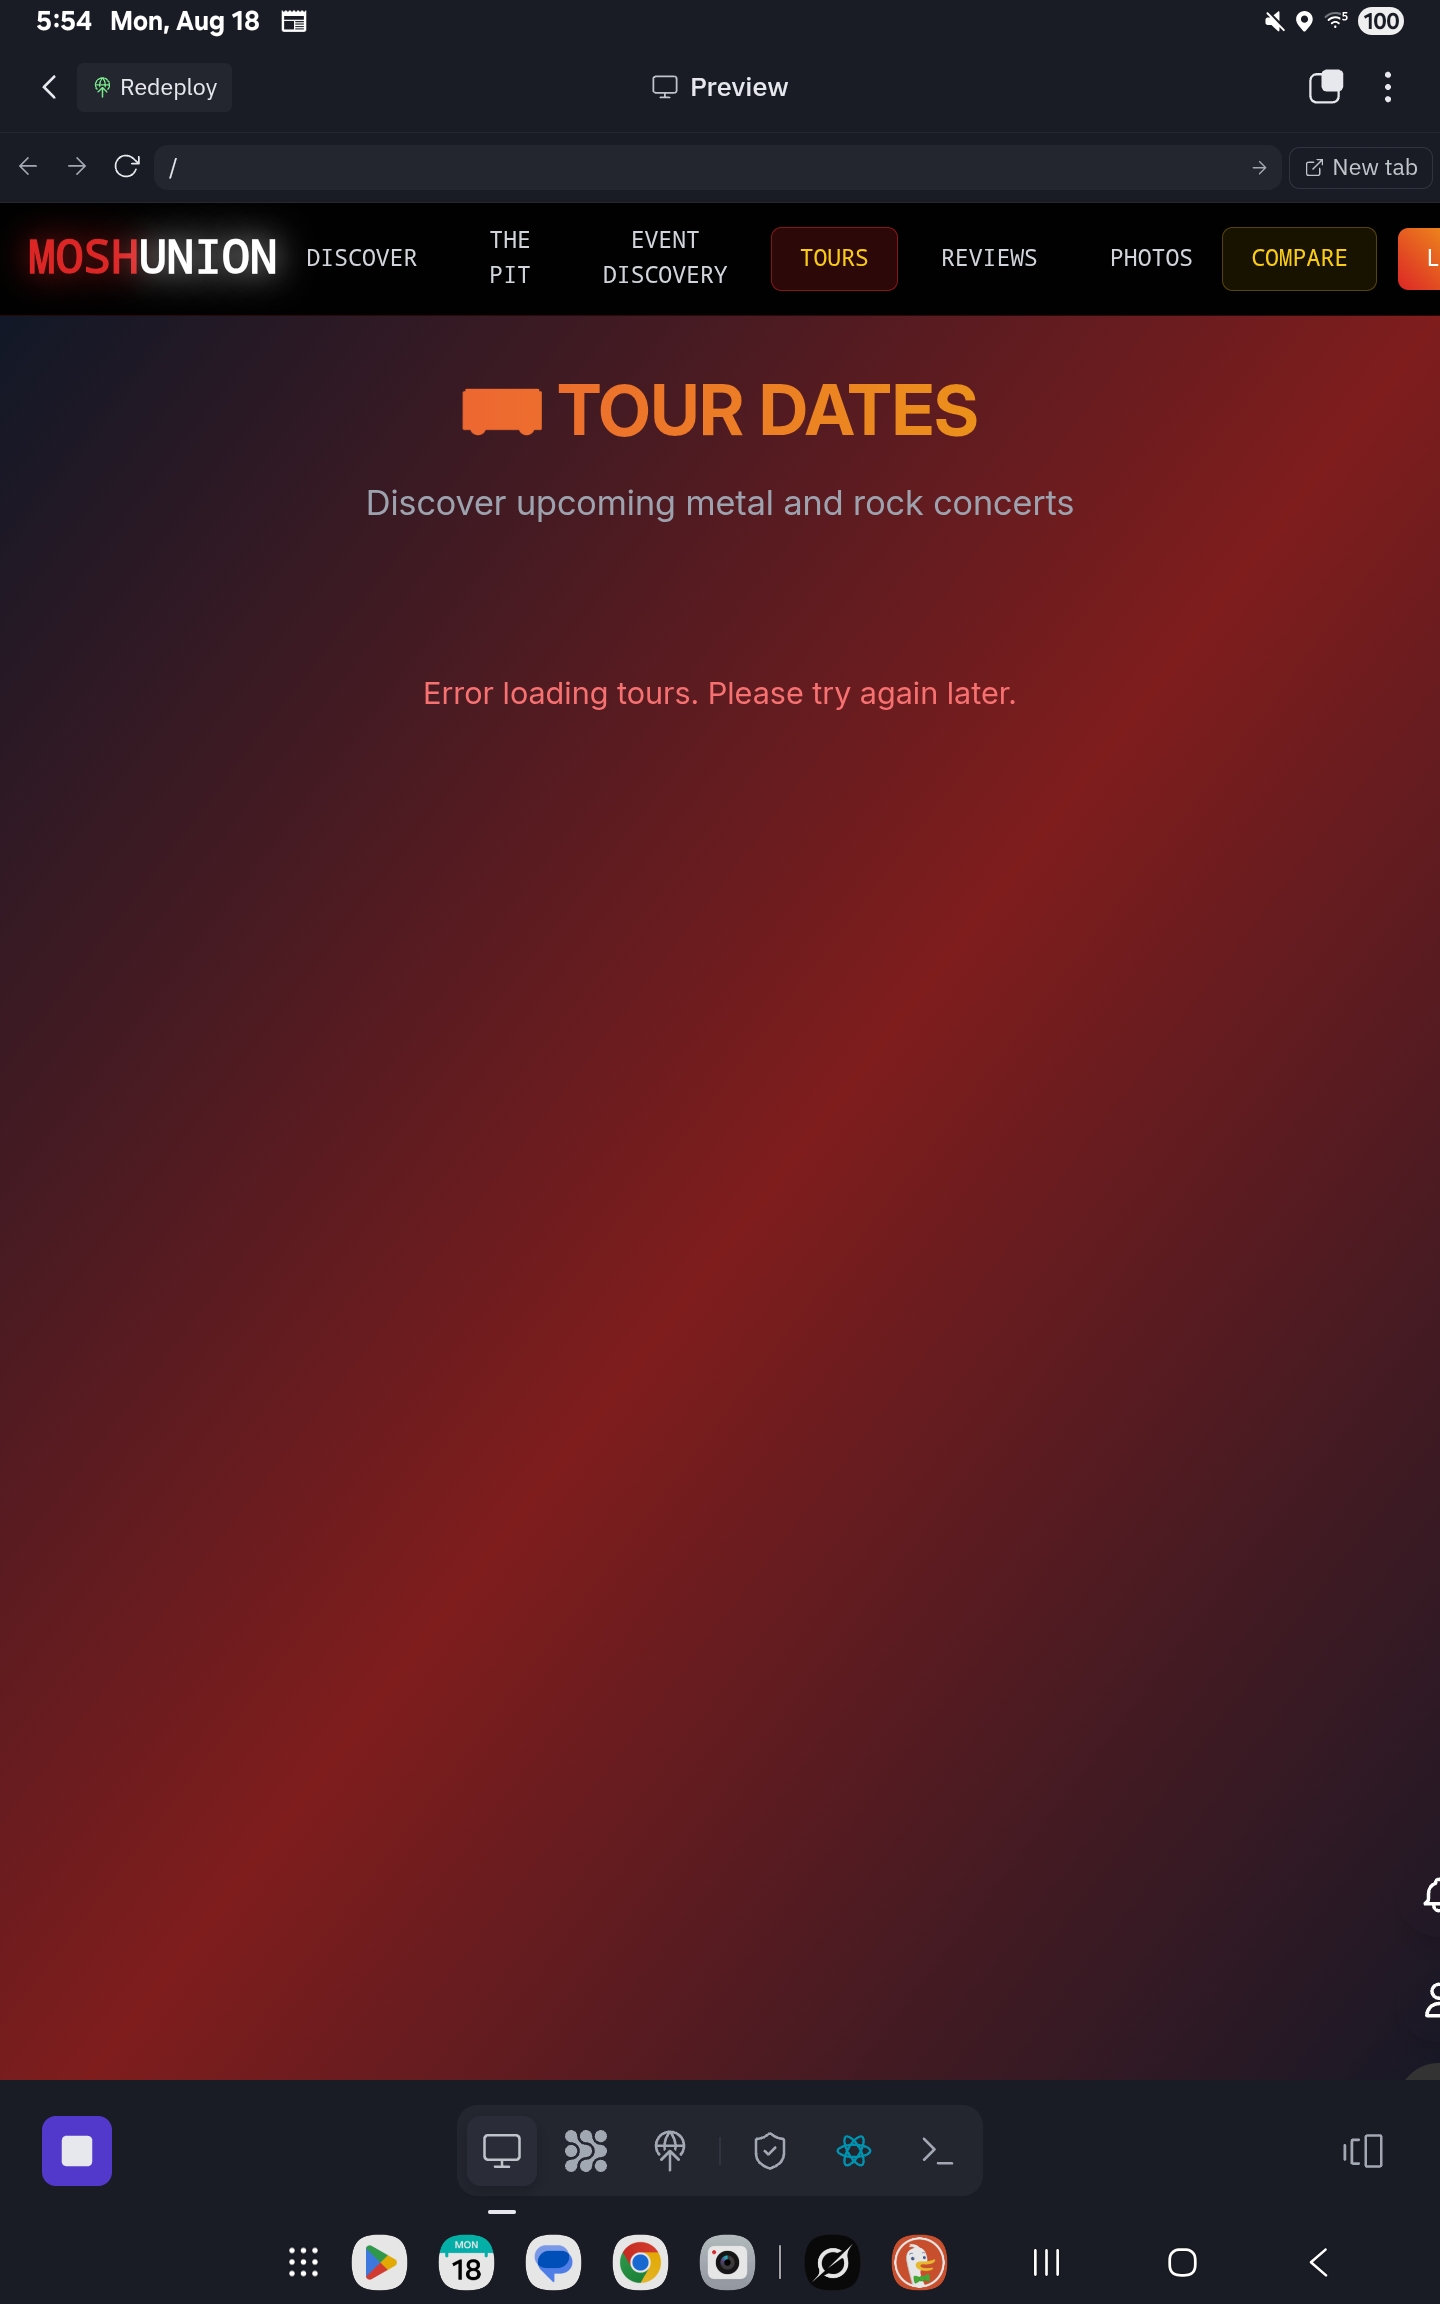 5:54 Mon, Aug 18
100
Redeploy
Preview
/
New tab
MOSHUNION
DISCOVER
THE
PIT
EVENT
DISCOVERY
TOURS
REVIEWS
PHOTOS
COMPARE
L
TOUR DATES
Discover upcoming metal and rock concerts
Error loading tours. Please try again later.
MON
18